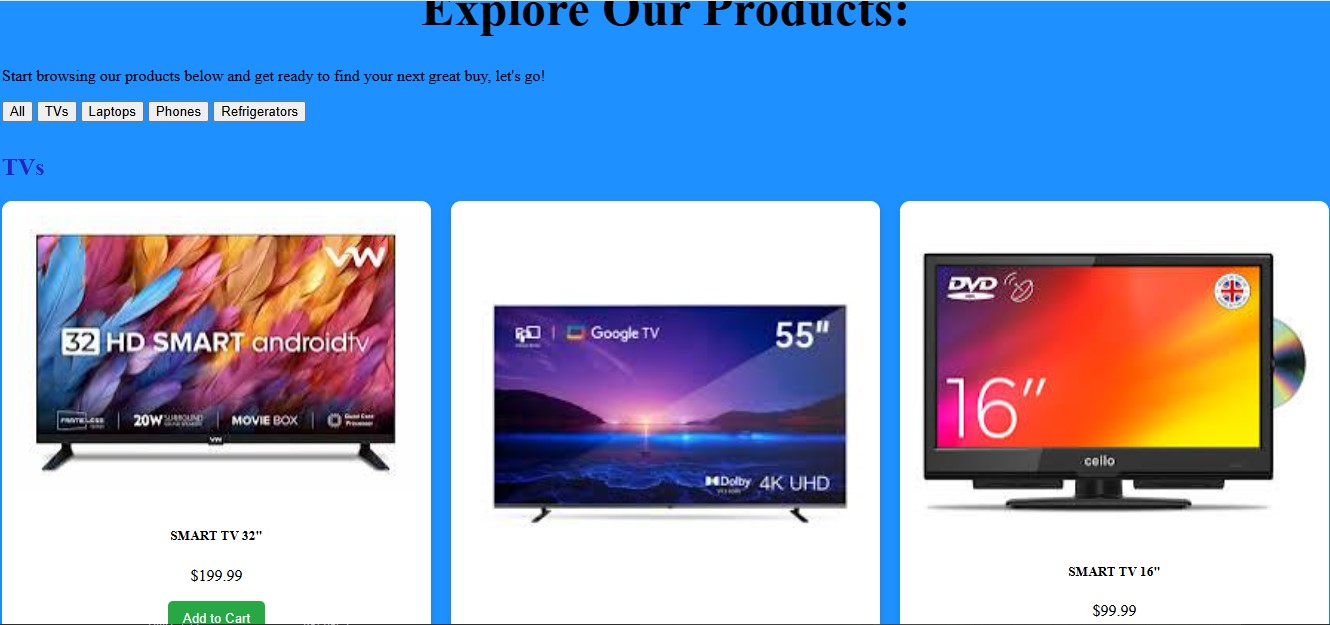 Explore Our Products:
Start browsing our products below and get ready to find your next great buy, let's go!
All TVs Laptops Phones Refrigerators
TVs
VW
32 HD SMART androidtv
FRAMELESS 20W SURROUND MOVIE BOX Quad Core Processor
VW
SMART TV 32"
$199.99
Add to Cart
Google TV 55"
Dolby 4K UHD
DVD
16"
cello
SMART TV 16"
$99.99